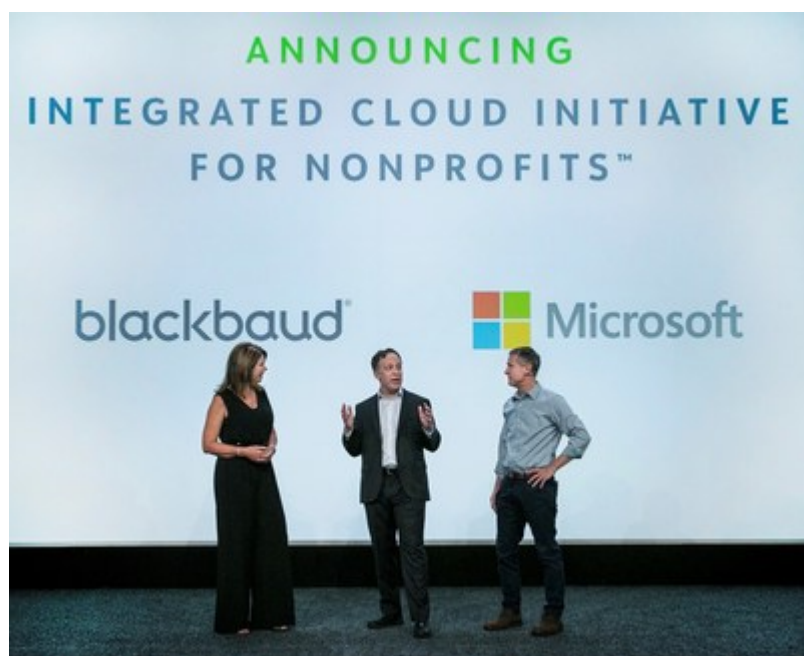 ANNOUNCING
INTEGRATED CLOUD INITIATIVE
FOR NONPROFITS™
blackbaud®
Microsoft